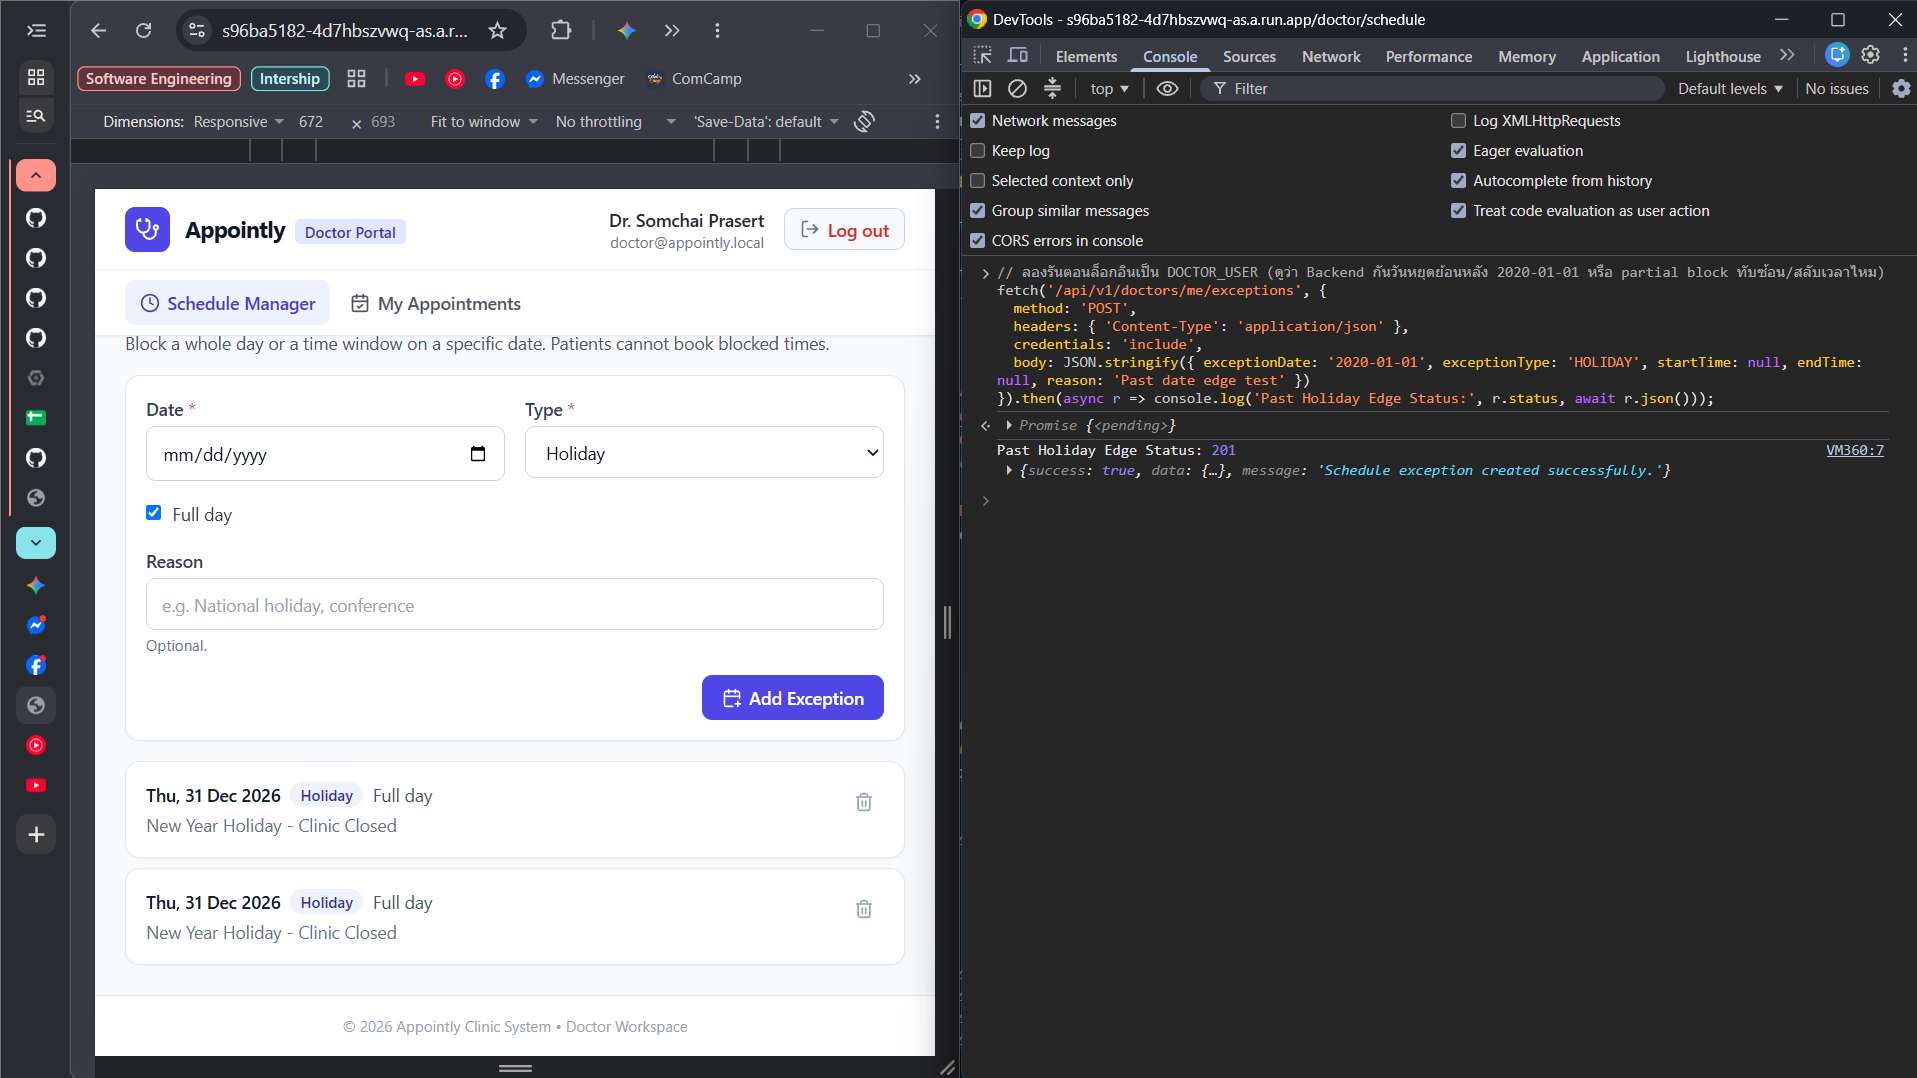 s96ba5182-4d7hbszvwq-as.a.r...
Software Engineering
Intership
Messenger
ComCamp
Dimensions: Responsive 672 × 693 Fit to window No throttling 'Save-Data': default
Appointly Doctor Portal
Dr. Somchai Prasert
doctor@appointly.local
Log out
Schedule Manager
My Appointments
Block a whole day or a time window on a specific date. Patients cannot book blocked times.
Date *
Type *
mm/dd/yyyy
Holiday
Full day
Reason
e.g. National holiday, conference
Optional.
Add Exception
Thu, 31 Dec 2026 Holiday Full day
New Year Holiday - Clinic Closed
Thu, 31 Dec 2026 Holiday Full day
New Year Holiday - Clinic Closed
© 2026 Appointly Clinic System • Doctor Workspace
DevTools - s96ba5182-4d7hbszvwq-as.run.app/doctor/schedule
Elements Console Sources Network Performance Memory Application Lighthouse
top Filter Default levels No issues
Network messages
Log XMLHttpRequests
Keep log
Eager evaluation
Selected context only
Autocomplete from history
Group similar messages
Treat code evaluation as user action
CORS errors in console
// ลองรันตอนล็อกอินเป็น DOCTOR_USER (ดูว่า Backend กันวันหยุดย้อนหลัง 2020-01-01 หรือ partial block ทับซ้อน/สลับเวลาไหม)
fetch('/api/v1/doctors/me/exceptions', {
method: 'POST',
headers: { 'Content-Type': 'application/json' },
credentials: 'include',
body: JSON.stringify({ exceptionDate: '2020-01-01', exceptionType: 'HOLIDAY', startTime: null, endTime:
null, reason: 'Past date edge test' })
}).then(async r => console.log('Past Holiday Edge Status:', r.status, await r.json()));
Promise {<pending>}
Past Holiday Edge Status: 201
VM360:7
{success: true, data: {…}, message: 'Schedule exception created successfully.'}